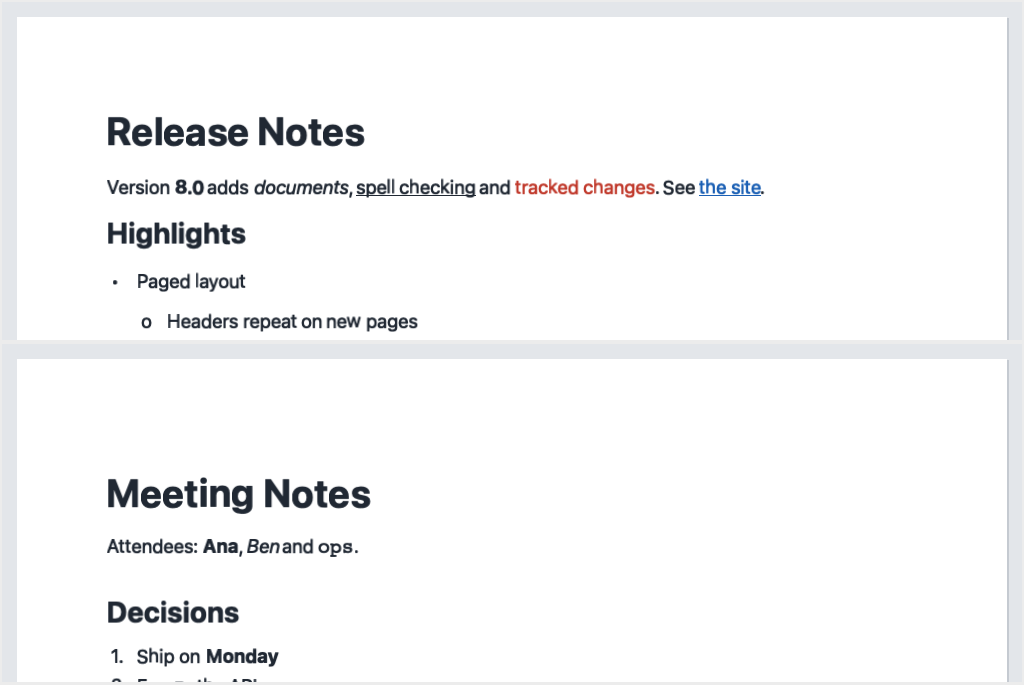 Release Notes
Version 8.0 adds documents, spell checking and tracked changes. See the site.
Highlights
• Paged layout
o Headers repeat on new pages
Meeting Notes
Attendees: Ana, Ben and ops.
Decisions
1. Ship on Monday